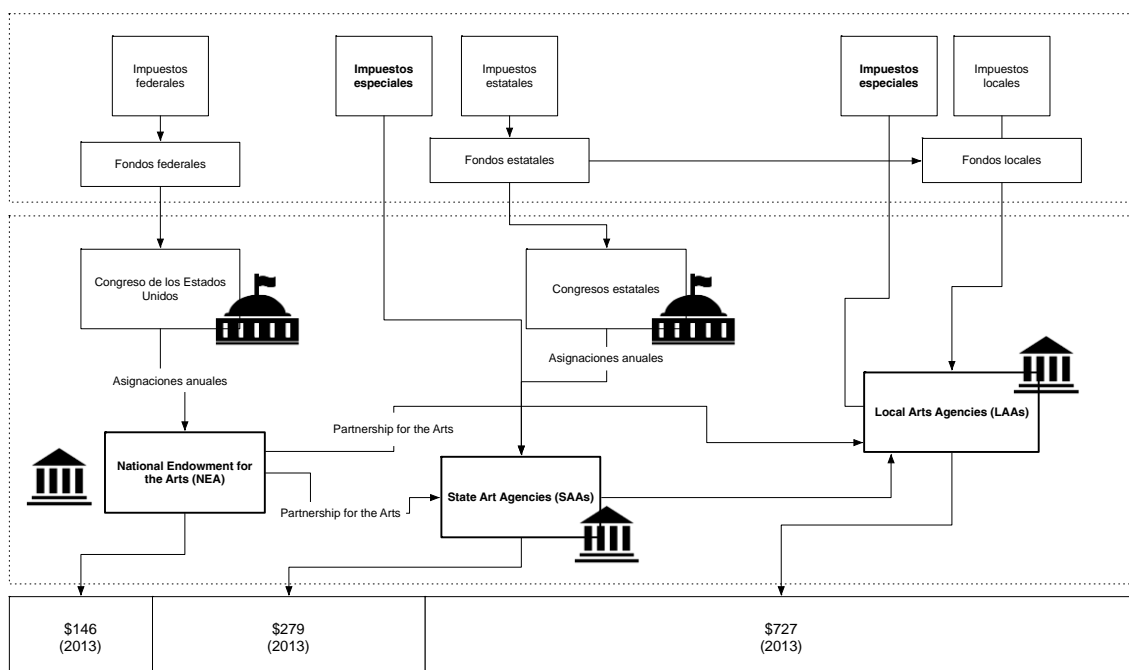 Impuestos
federales
Impuestos
especiales
Impuestos
estatales
Impuestos
especiales
Impuestos
locales
Fondos federales
Fondos estatales
Fondos locales
Congreso de los Estados
Unidos
Congresos estatales
Asignaciones anuales
Asignaciones anuales
Local Arts Agencies (LAAs)
Partnership for the Arts
National Endowment for
the Arts (NEA)
State Art Agencies (SAAs)
Partnership for the Arts
$146
(2013)
$279
(2013)
$727
(2013)